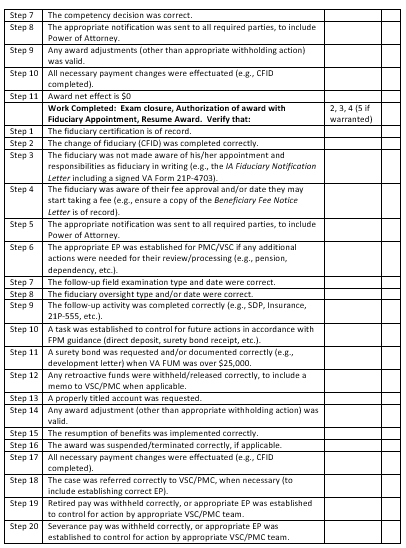 Step 7 The competency decision was correct.
Step 8 The appropriate notification was sent to all required parties, to include
Power of Attorney.
Step 9 Any award adjustments (other than appropriate withholding action)
was valid.
Step 10 All necessary payment changes were effectuated (e.g., CFID
completed).
Step 11 Award net effect is $0
Work Completed: Exam closure, Authorization of award with 2, 3, 4 (5 if
Fiduciary Appointment, Resume Award. Verify that: warranted)
Step 1 The fiduciary certification is of record.
Step 2 The change of fiduciary (CFID) was completed correctly.
Step 3 The fiduciary was not made aware of his/her appointment and
responsibilities as fiduciary in writing (e.g., the IA Fiduciary Notification
Letter including a signed VA Form 21P-4703).
Step 4 The fiduciary was aware of their fee approval and/or date they may
start taking a fee (e.g., ensure a copy of the Beneficiary Fee Notice
Letter is of record).
Step 5 The appropriate notification was sent to all required parties, to include
Power of Attorney.
Step 6 The appropriate EP was established for PMC/VSC if any additional
actions were needed for their review/processing (e.g., pension,
dependency, etc.).
Step 7 The follow-up field examination type and date were correct.
Step 8 The fiduciary oversight type and/or date were correct.
Step 9 The follow-up activity was completed correctly (e.g., SDP, Insurance,
21P-555, etc.).
Step 10 A task was established to control for future actions in accordance with
FPM guidance (direct deposit, surety bond receipt, etc.).
Step 11 A surety bond was requested and/or documented correctly (e.g.,
development letter) when VA FUM was over $25,000.
Step 12 Any retroactive funds were withheld/released correctly, to include a
memo to VSC/PMC when applicable.
Step 13 A properly titled account was requested.
Step 14 Any award adjustment (other than appropriate withholding action) was
valid.
Step 15 The resumption of benefits was implemented correctly.
Step 16 The award was suspended/terminated correctly, if applicable.
Step 17 All necessary payment changes were effectuated (e.g., CFID
completed).
Step 18 The case was referred correctly to VSC/PMC, when necessary (to
include establishing correct EP).
Step 19 Retired pay was withheld correctly, or appropriate EP was established
to control for action by appropriate VSC/PMC team.
Step 20 Severance pay was withheld correctly, or appropriate EP was
established to control for action by appropriate VSC/PMC team.